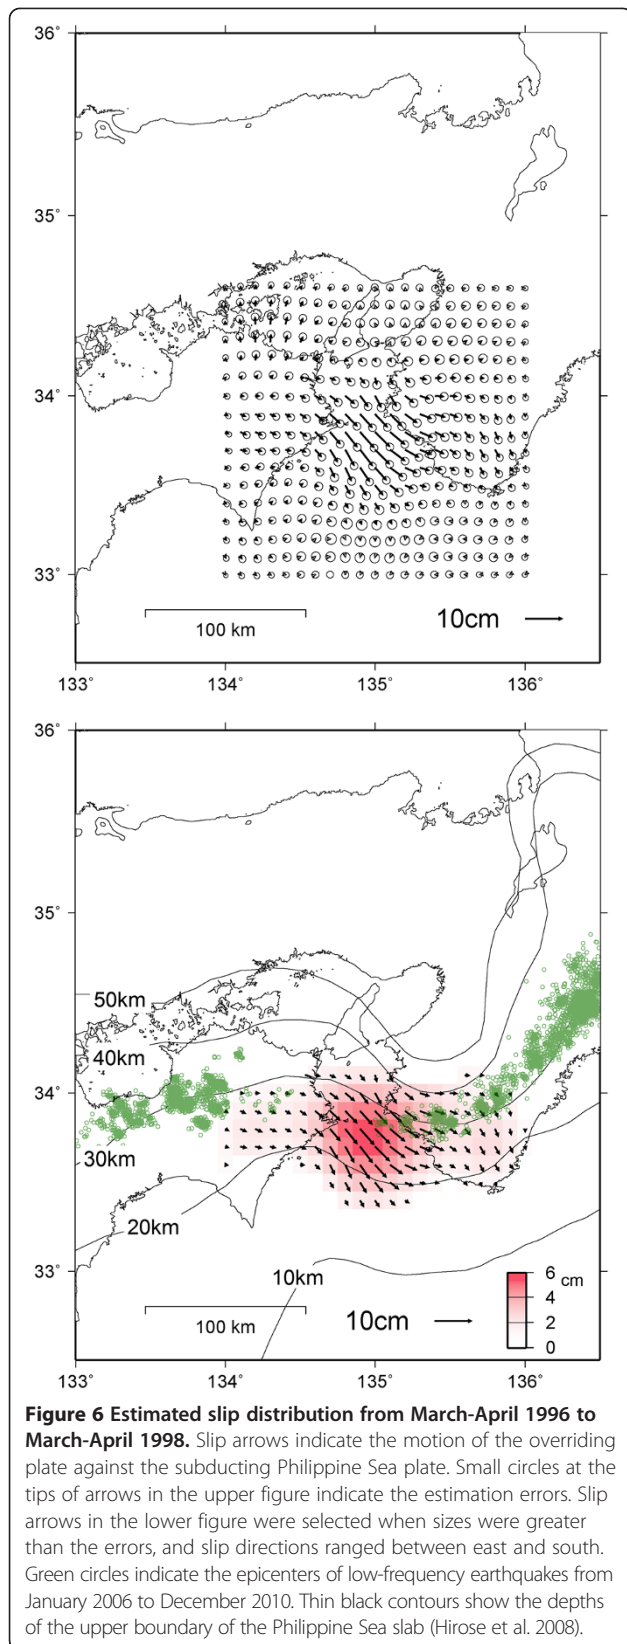 36°
35°
34°
33°
100 km
10cm
133°
134°
135°
136°
36°
35°
50km
40km
34°
30km
20km
33°
10km
6 cm
4
2
0
100 km
10cm
133°
134°
135°
136°
Figure 6 Estimated slip distribution from March-April 1996 to
March-April 1998. Slip arrows indicate the motion of the overriding
plate against the subducting Philippine Sea plate. Small circles at the
tips of arrows in the upper figure indicate the estimation errors. Slip
arrows in the lower figure were selected when sizes were greater
than the errors, and slip directions ranged between east and south.
Green circles indicate the epicenters of low-frequency earthquakes from
January 2006 to December 2010. Thin black contours show the depths
of the upper boundary of the Philippine Sea slab (Hirose et al. 2008).